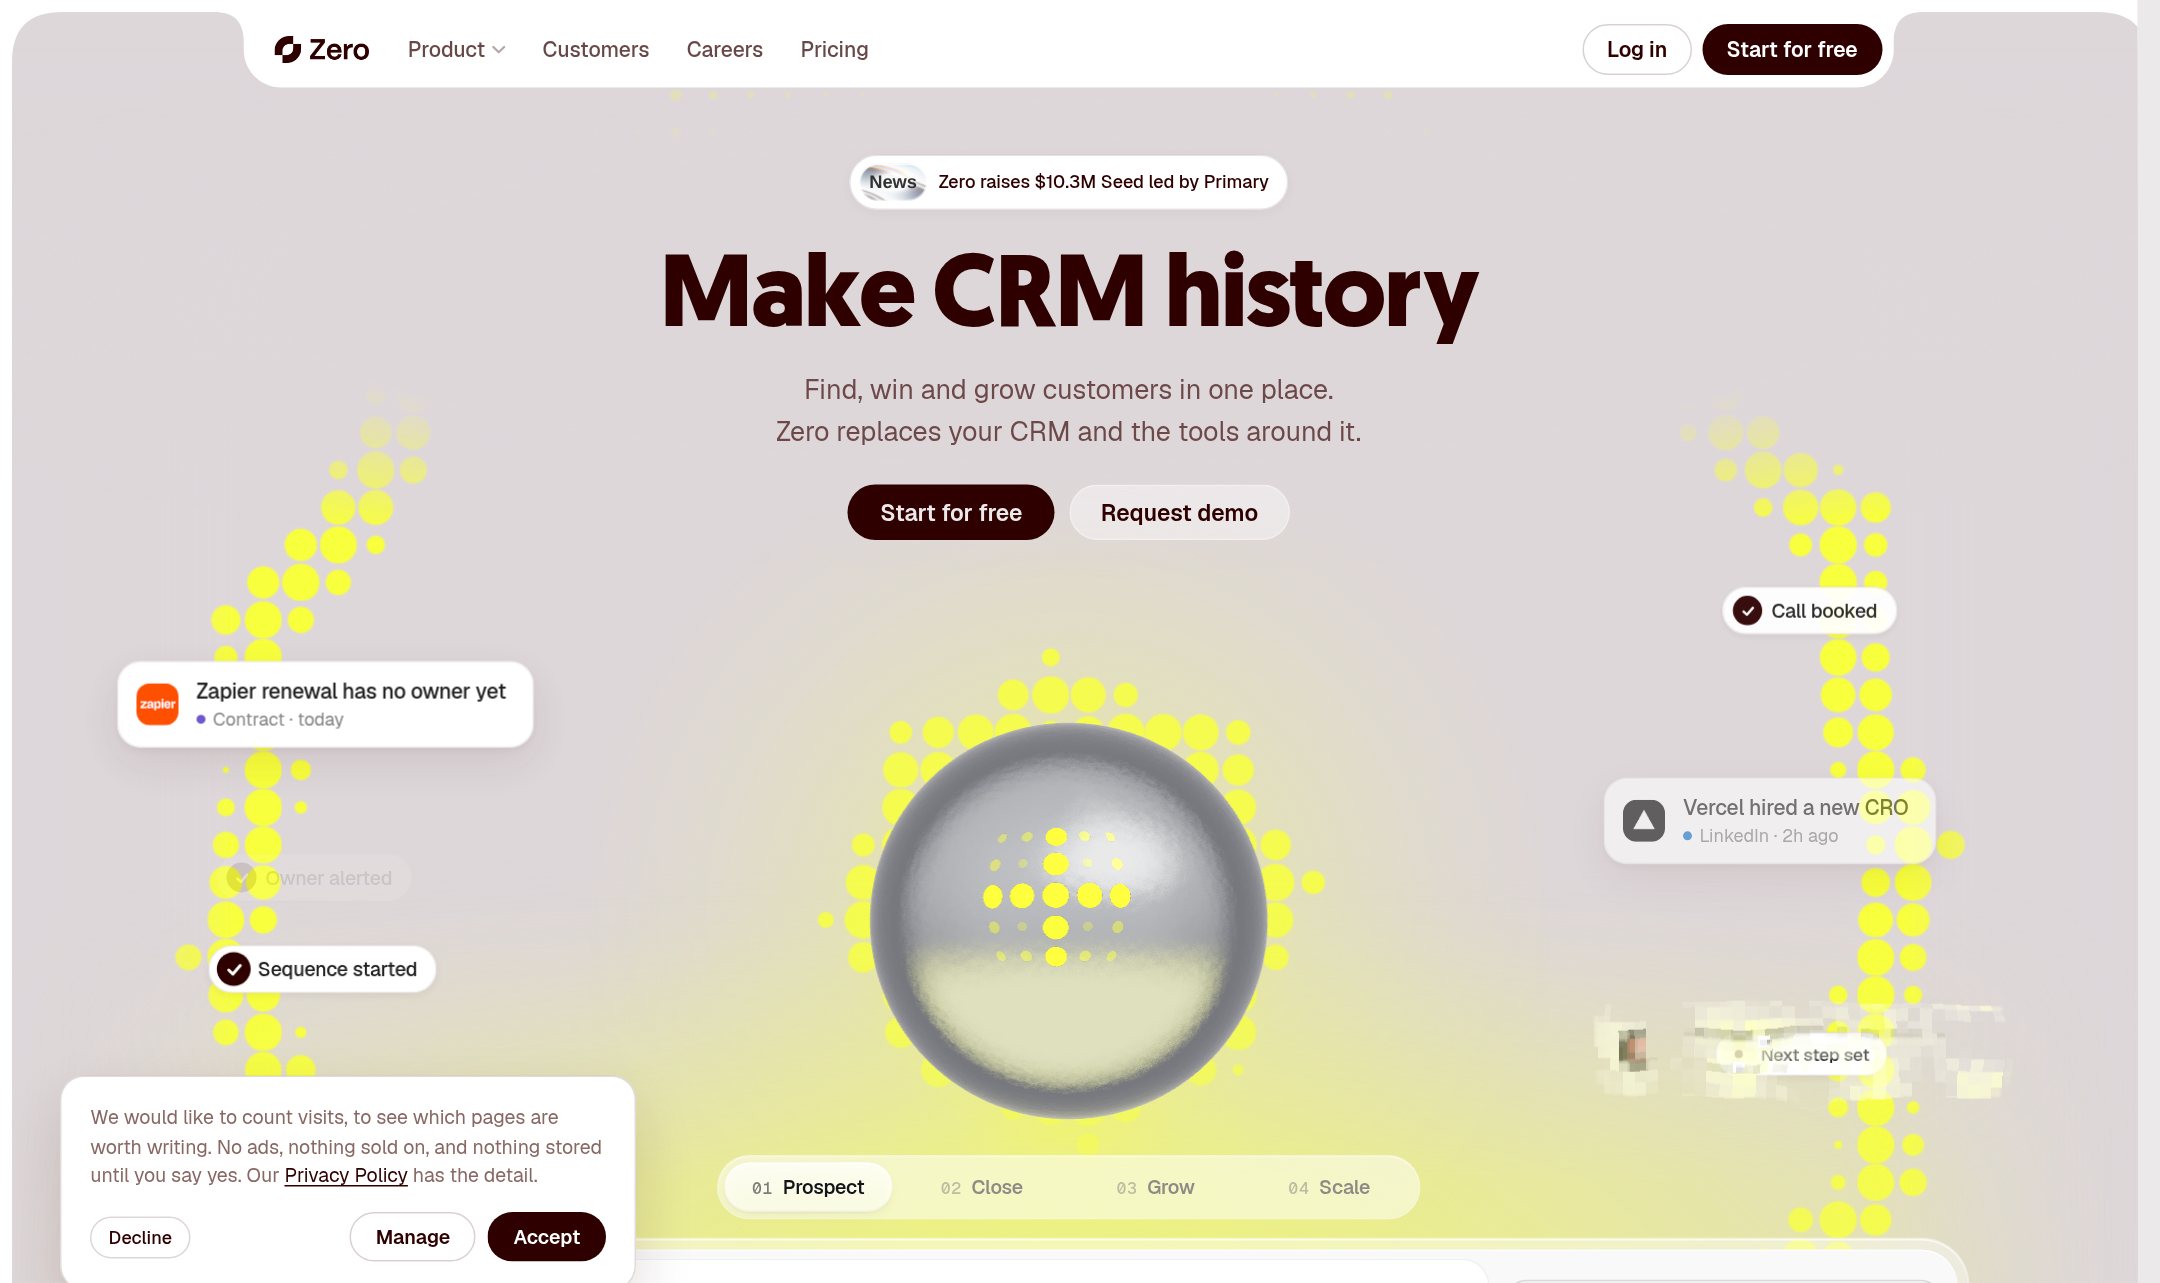 Zero
Product
Customers
Careers
Pricing
Log in
Start for free
News
Zero raises $10.3M Seed led by Primary
Make CRM history
Find, win and grow customers in one place.
Zero replaces your CRM and the tools around it.
Start for free
Request demo
Call booked
zapier
Zapier renewal has no owner yet
Contract · today
Vercel hired a new CRO
LinkedIn · 2h ago
Owner alerted
Sequence started
Next step set
We would like to count visits, to see which pages are
worth writing. No ads, nothing sold on, and nothing stored
until you say yes. Our Privacy Policy has the detail.
Decline
Manage
Accept
01 Prospect
02 Close
03 Grow
04 Scale